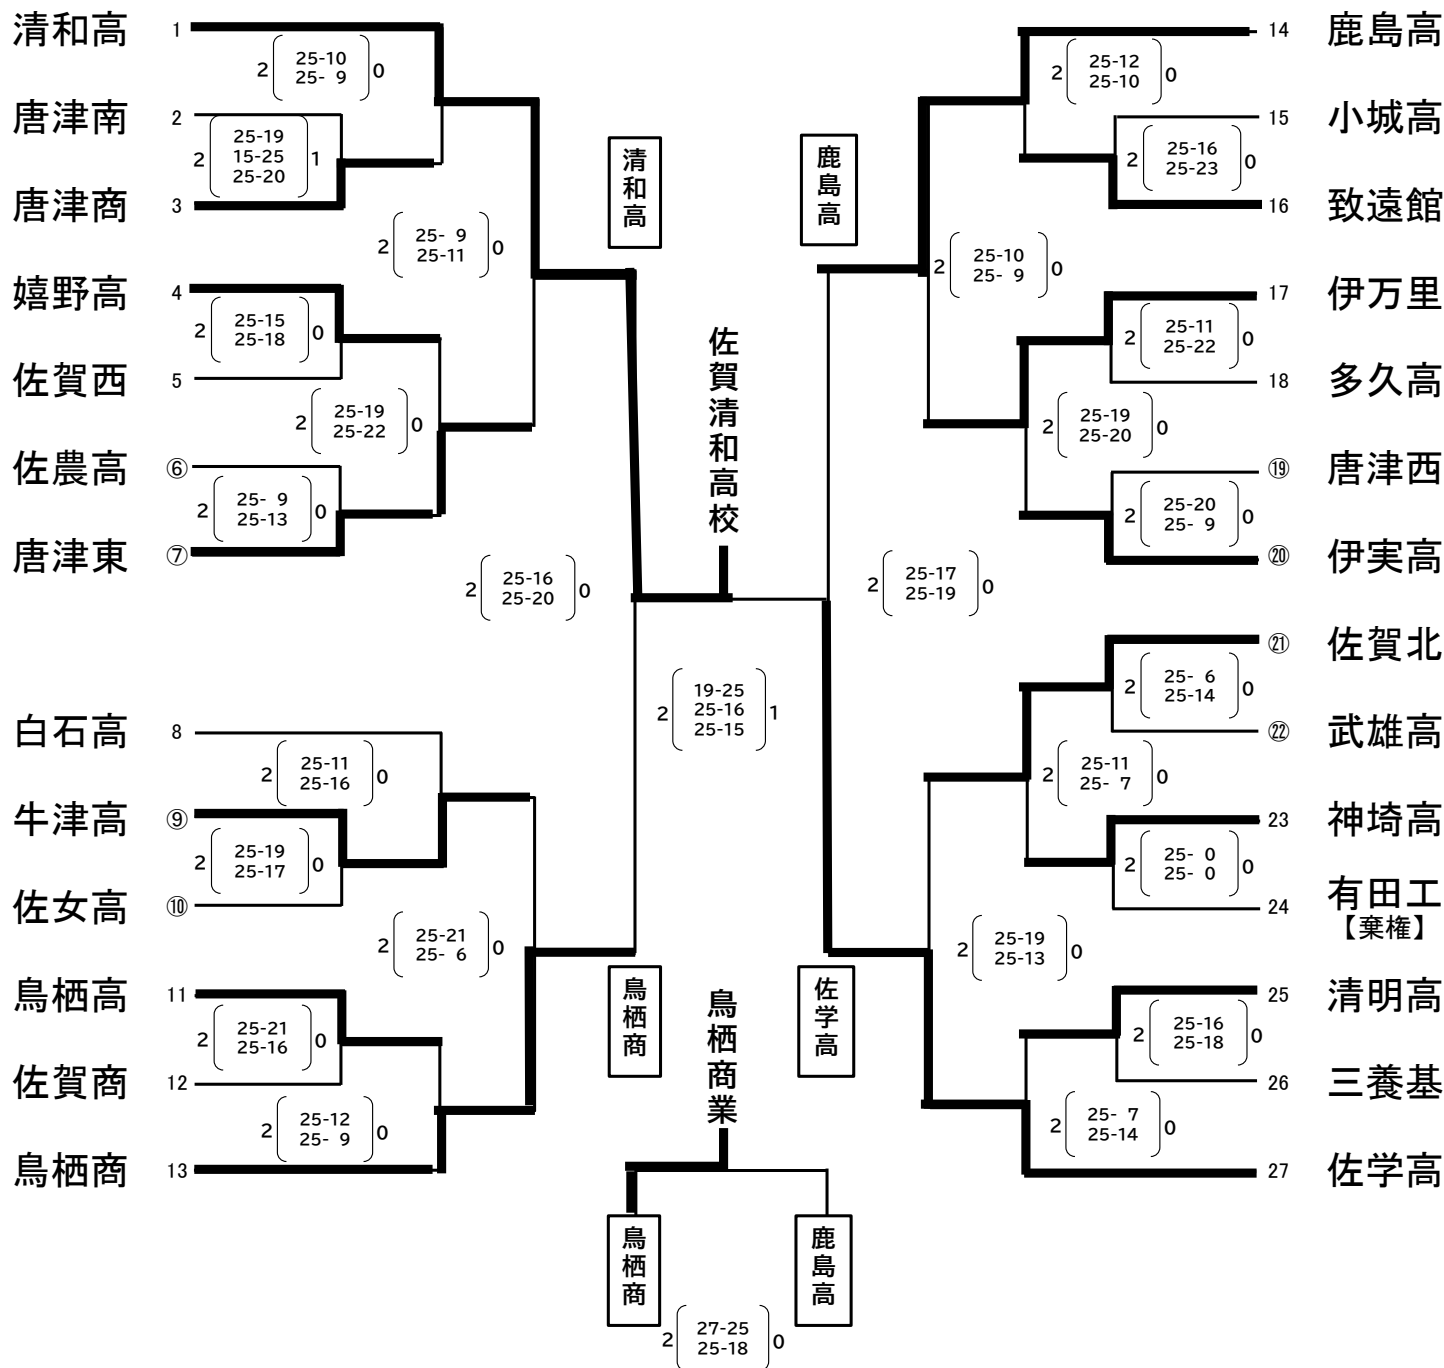 清和高 1
2 25-10 0
25- 9
唐津南 2
2 25-19 1
15-25
25-20
唐津商 3
2 25- 9 0
25-11
嬉野高 4
2 25-15 0
25-18
佐賀西 5
2 25-19 0
25-22
佐農高 ⑥
2 25- 9 0
25-13
唐津東 ⑦
2 25-16 0
25-20
白石高 8
2 25-11 0
25-16
牛津高 ⑨
2 25-19 0
25-17
佐女高 ⑩
2 25-21 0
25- 6
鳥栖高 11
2 25-21 0
25-16
佐賀商 12
2 25-12 0
25- 9
鳥栖商 13
清和高
鹿島高
佐賀清和高校
2 19-25 1
25-16
25-15
鳥栖商
佐学高
鳥栖商業
鳥栖商
鹿島高
2 27-25 0
25-18
14 鹿島高
2 25-12 0
25-10
15 小城高
2 25-16 0
25-23
16 致遠館
2 25-10 0
25- 9
17 伊万里
2 25-11 0
25-22
18 多久高
2 25-19 0
25-20
⑲ 唐津西
2 25-20 0
25- 9
⑳ 伊実高
2 25-17 0
25-19
㉑ 佐賀北
2 25- 6 0
25-14
㉒ 武雄高
2 25-11 0
25- 7
23 神埼高
2 25- 0 0
25- 0
24 有田工
【棄権】
2 25-19 0
25-13
25 清明高
2 25-16 0
25-18
26 三養基
2 25- 7 0
25-14
27 佐学高